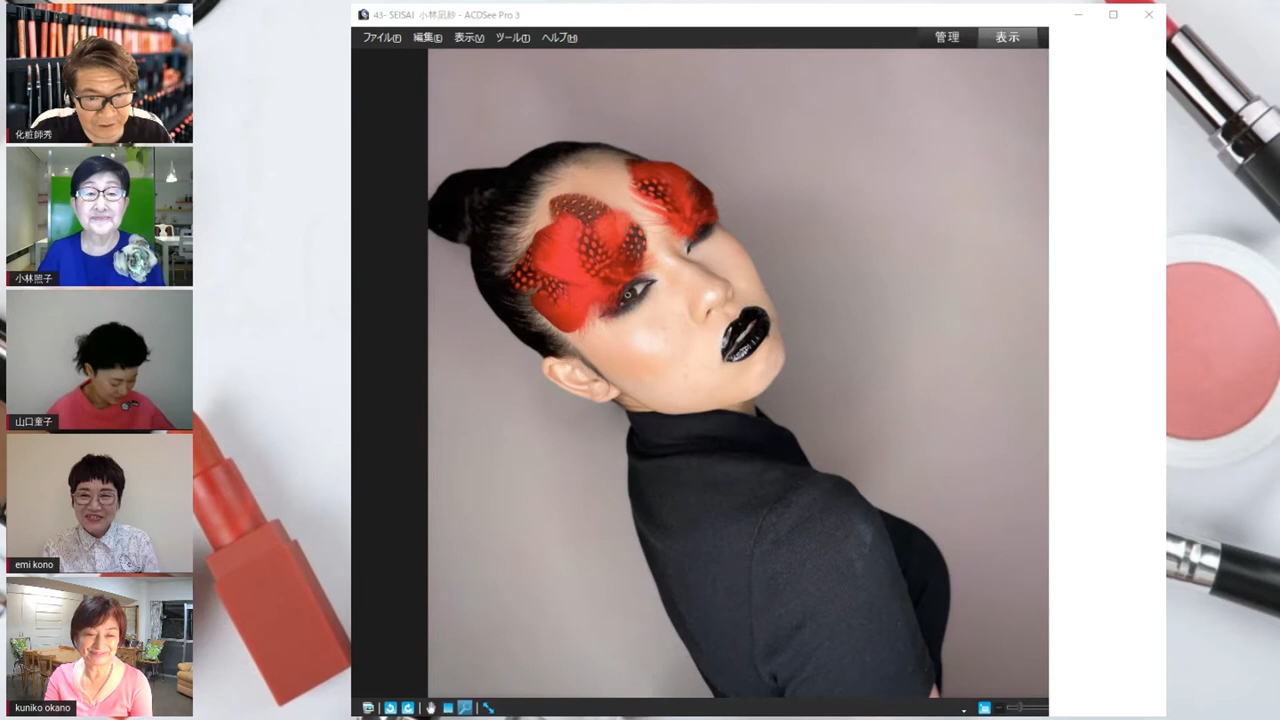 43- SEISAI 小林凪紗 - ACDSee Pro 3
ファイル(F) 編集(E) 表示(V) ツール(T) ヘルプ(H)
管理 表示
化粧師秀
小林照子
山口童子
emi kono
kuniko okano